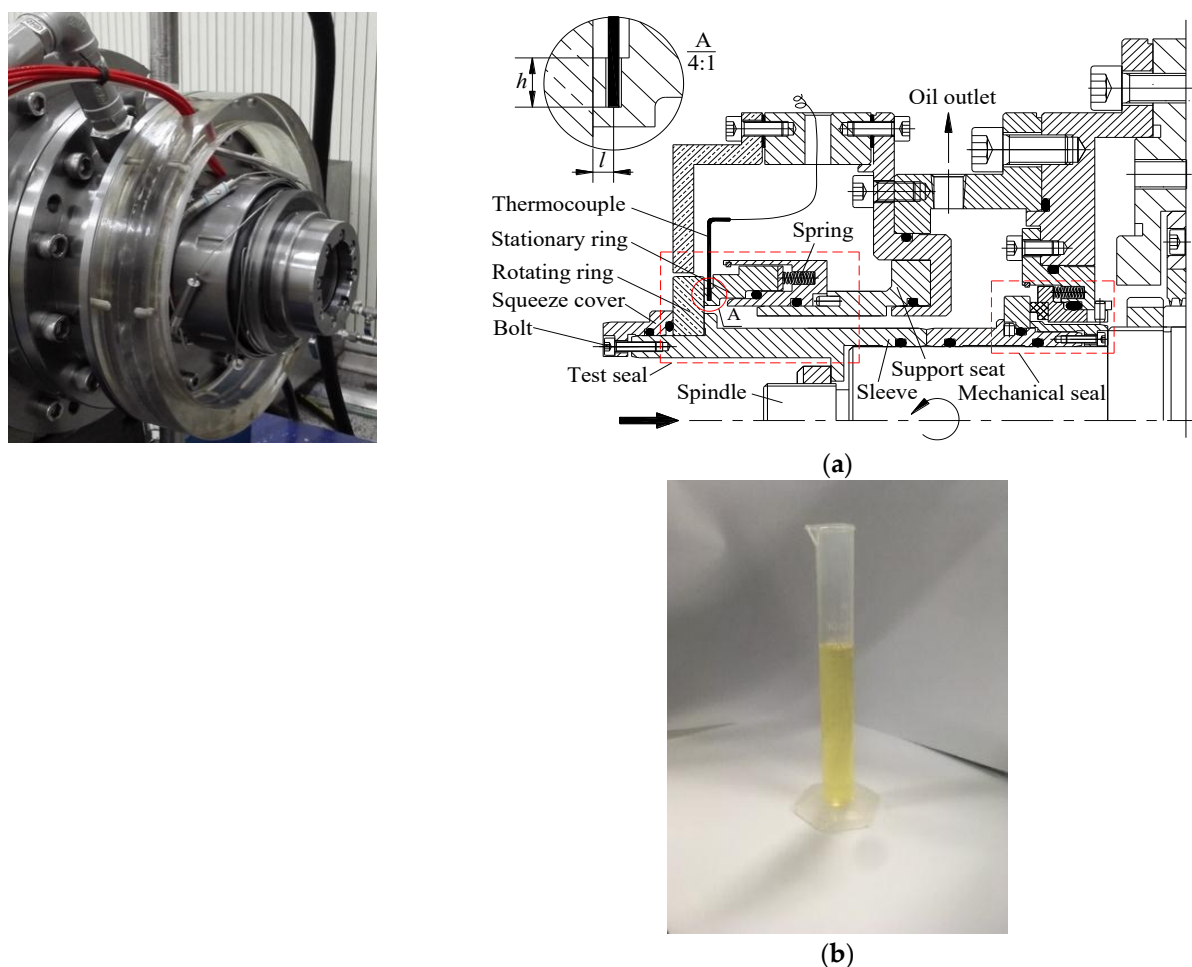 A
4:1
h
l
Oil outlet
Thermocouple
Stationary ring
Spring
Rotating ring
Squeeze cover
A
Bolt
Test seal
Support seat
Spindle
Sleeve
Mechanical seal
(a)
(b)